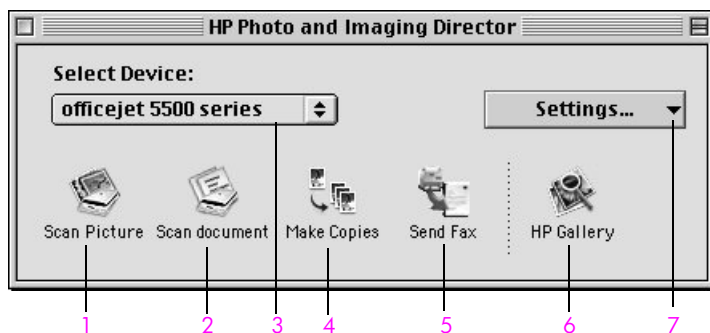 HP Photo and Imaging Director
Select Device:
officejet 5500 series
Settings...
Scan Picture
Scan document
Make Copies
Send Fax
HP Gallery
1 2 3 4 5 6 7